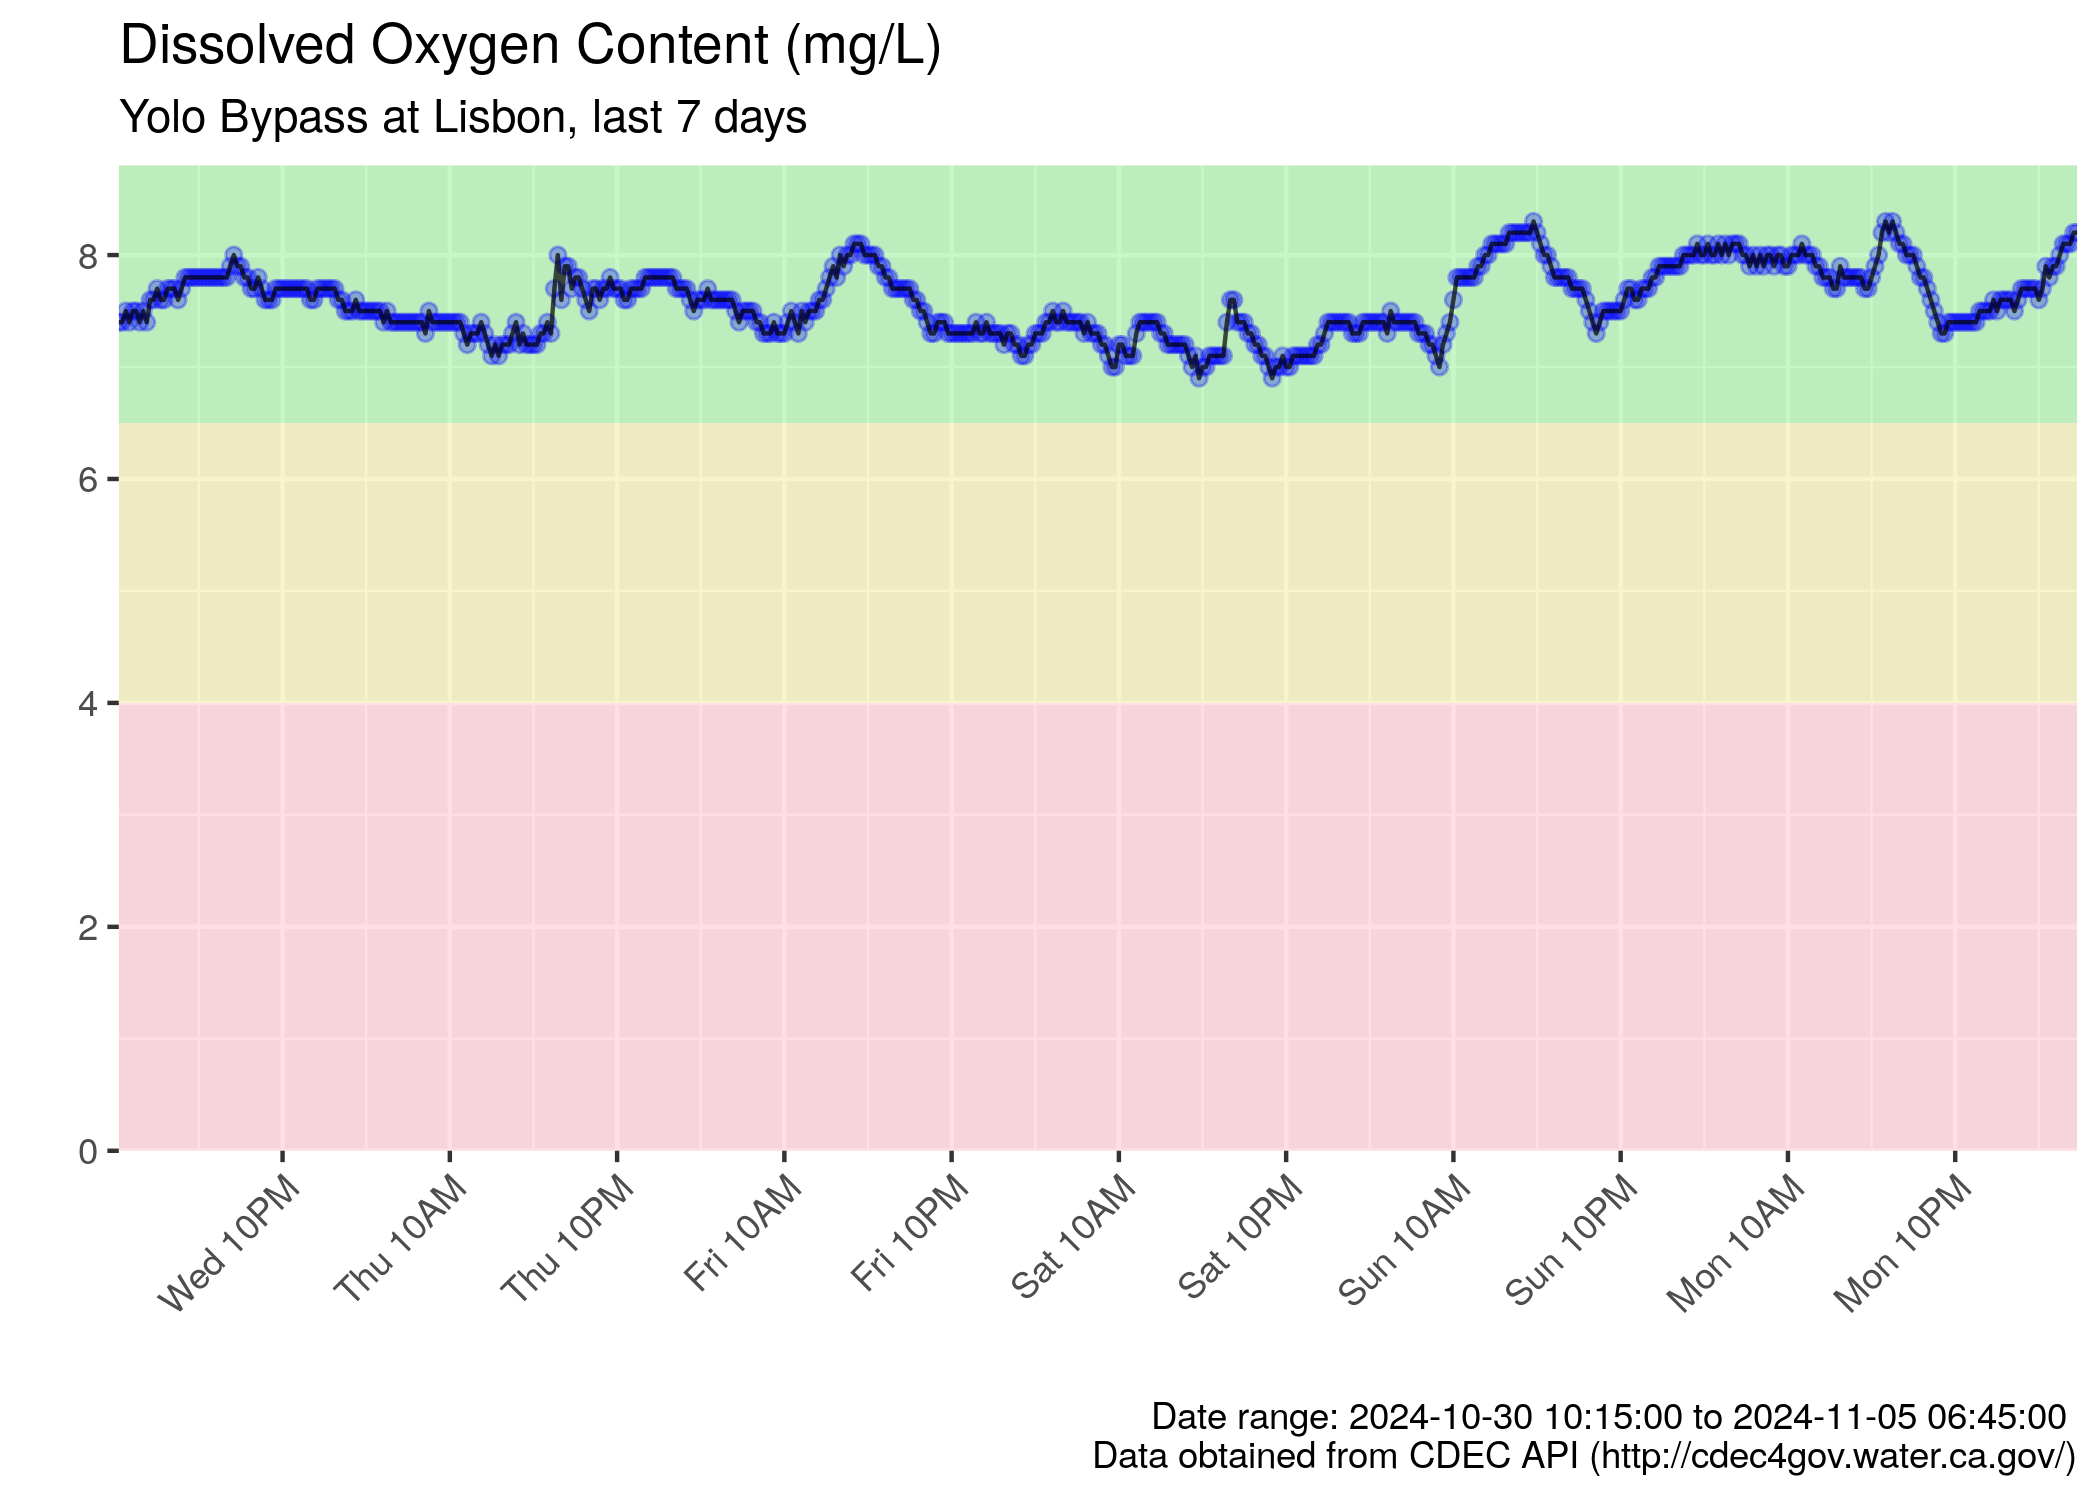 Dissolved Oxygen Content (mg/L)
Yolo Bypass at Lisbon, last 7 days
8
6
4
2
0
Wed 10PM
Thu 10AM
Thu 10PM
Fri 10AM
Fri 10PM
Sat 10AM
Sat 10PM
Sun 10AM
Sun 10PM
Mon 10AM
Mon 10PM
Date range: 2024-10-30 10:15:00 to 2024-11-05 06:45:00
Data obtained from CDEC API (http://cdec4gov.water.ca.gov/)